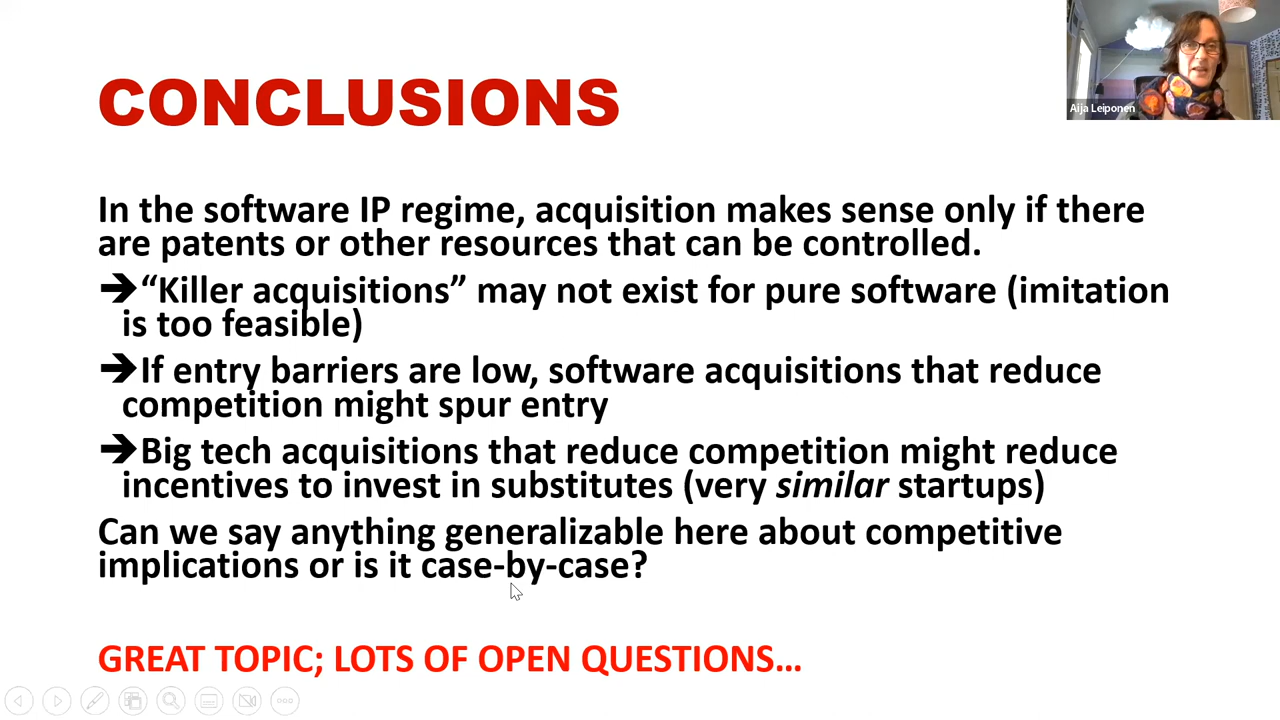 CONCLUSIONS
Aija Leiponen
In the software IP regime, acquisition makes sense only if there
are patents or other resources that can be controlled.
➔“Killer acquisitions” may not exist for pure software (imitation
is too feasible)
➔If entry barriers are low, software acquisitions that reduce
competition might spur entry
➔Big tech acquisitions that reduce competition might reduce
incentives to invest in substitutes (very similar startups)
Can we say anything generalizable here about competitive
implications or is it case-by-case?
GREAT TOPIC; LOTS OF OPEN QUESTIONS…